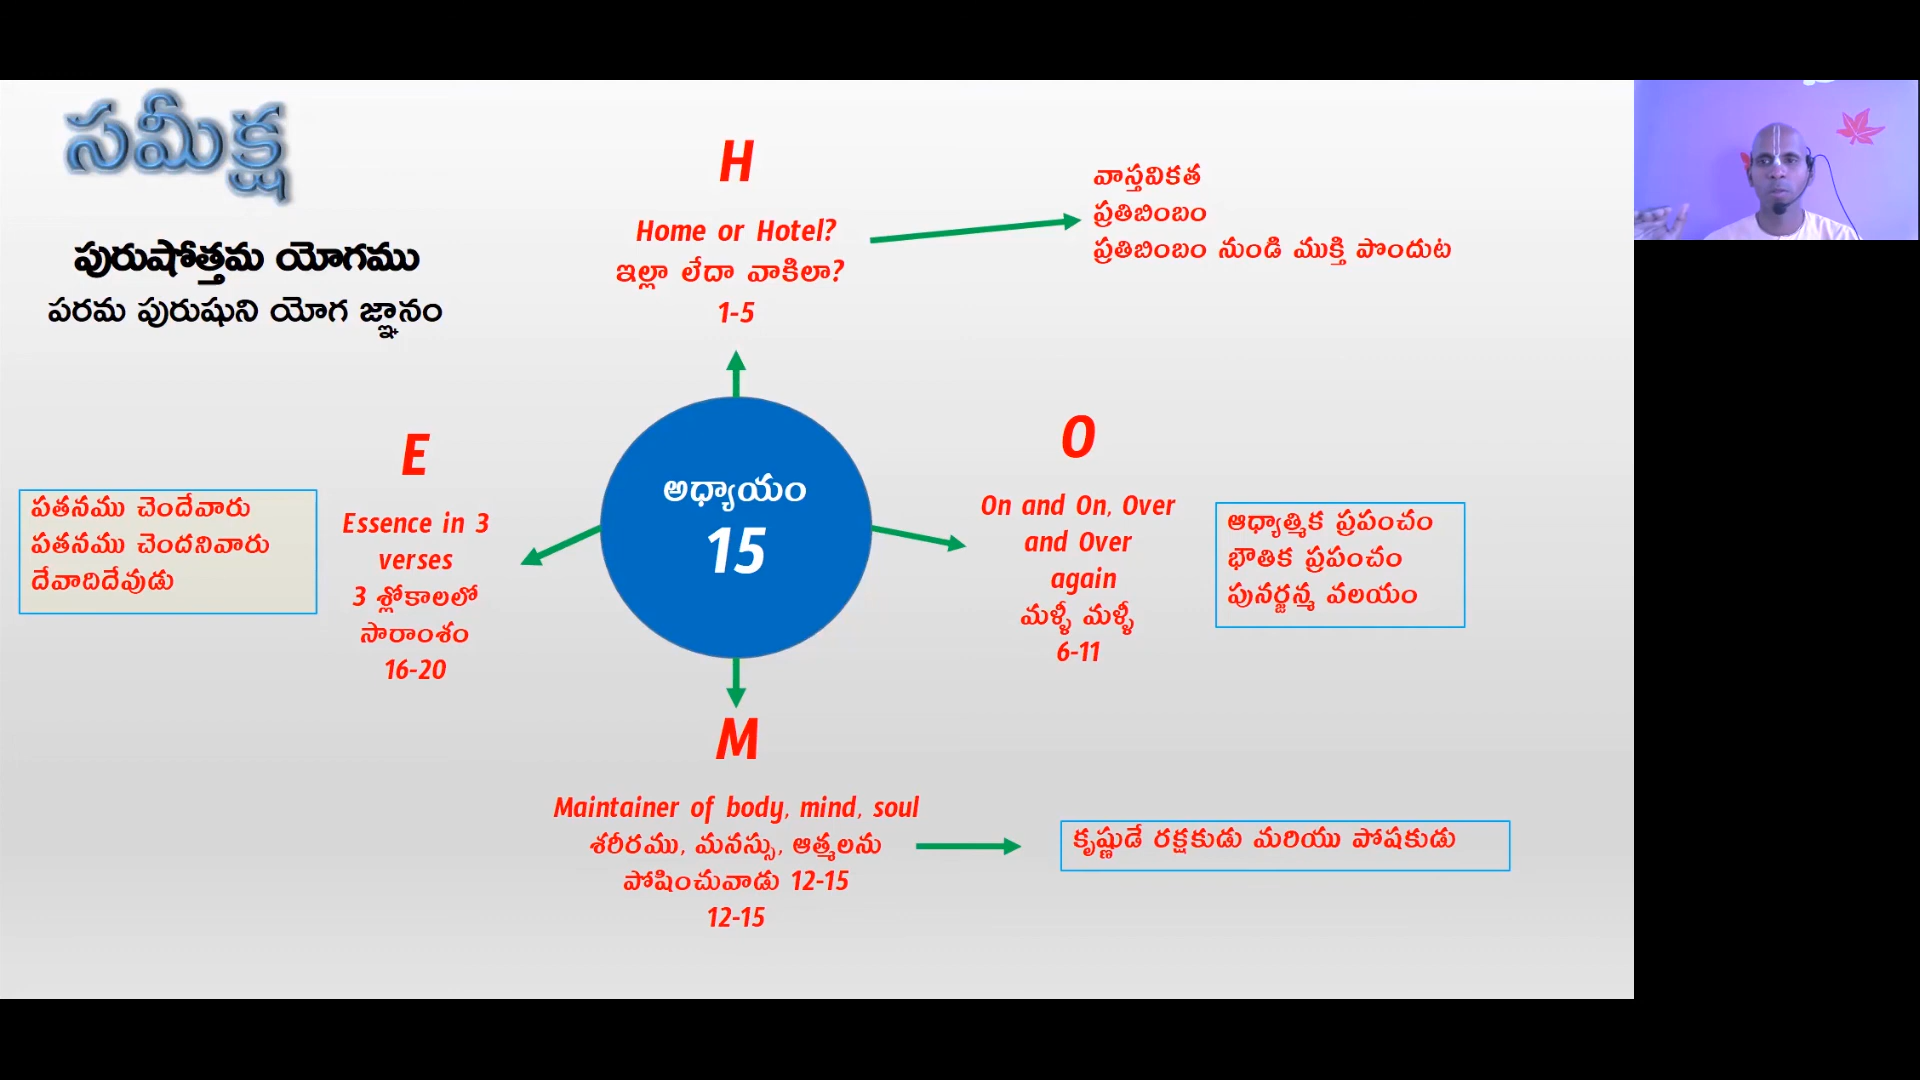 సమీక్ష
పురుషోత్తమ యోగము
పరమ పురుషుని యోగ జ్ఞానం
H
Home or Hotel?
ఇల్లా లేదా వాకిలా?
1-5
వాస్తవికత
ప్రతిబింబం
ప్రతిబింబం నుండి ముక్తి పొందుట
అధ్యాయం
15
O
On and On, Over
and Over
again
మళ్ళీ మళ్ళీ
6-11
ఆధ్యాత్మిక ప్రపంచం
భౌతిక ప్రపంచం
పునర్జన్మ వలయం
M
Maintainer of body, mind, soul
శరీరము, మనస్సు, ఆత్మలను
పోషించువాడు 12-15
12-15
కృష్ణుడే రక్షకుడు మరియు పోషకుడు
E
Essence in 3
verses
3 శ్లోకాలలో
సారాంశం
16-20
పతనము చెందేవారు
పతనము చెందనివారు
దేవాదిదేవుడు